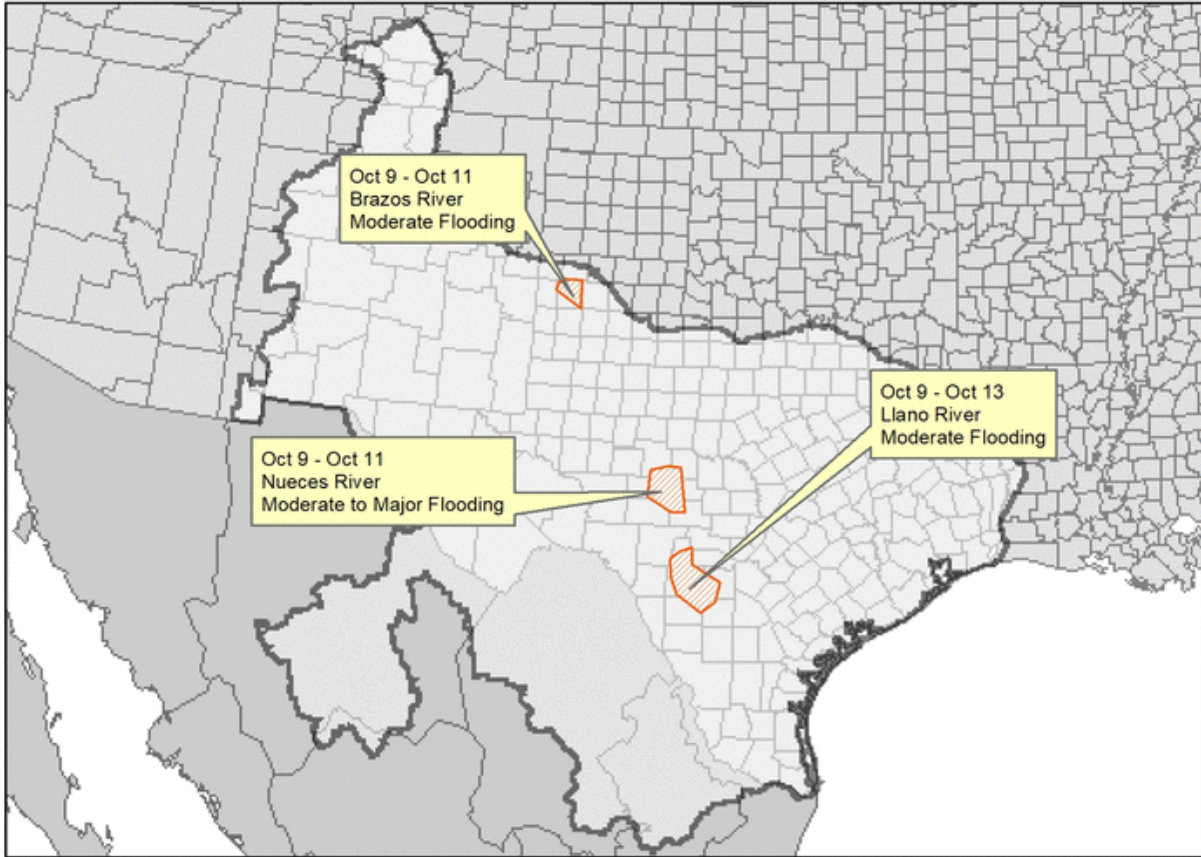 Oct 9 - Oct 11
Brazos River
Moderate Flooding
Oct 9 - Oct 13
Llano River
Moderate Flooding
Oct 9 - Oct 11
Nueces River
Moderate to Major Flooding